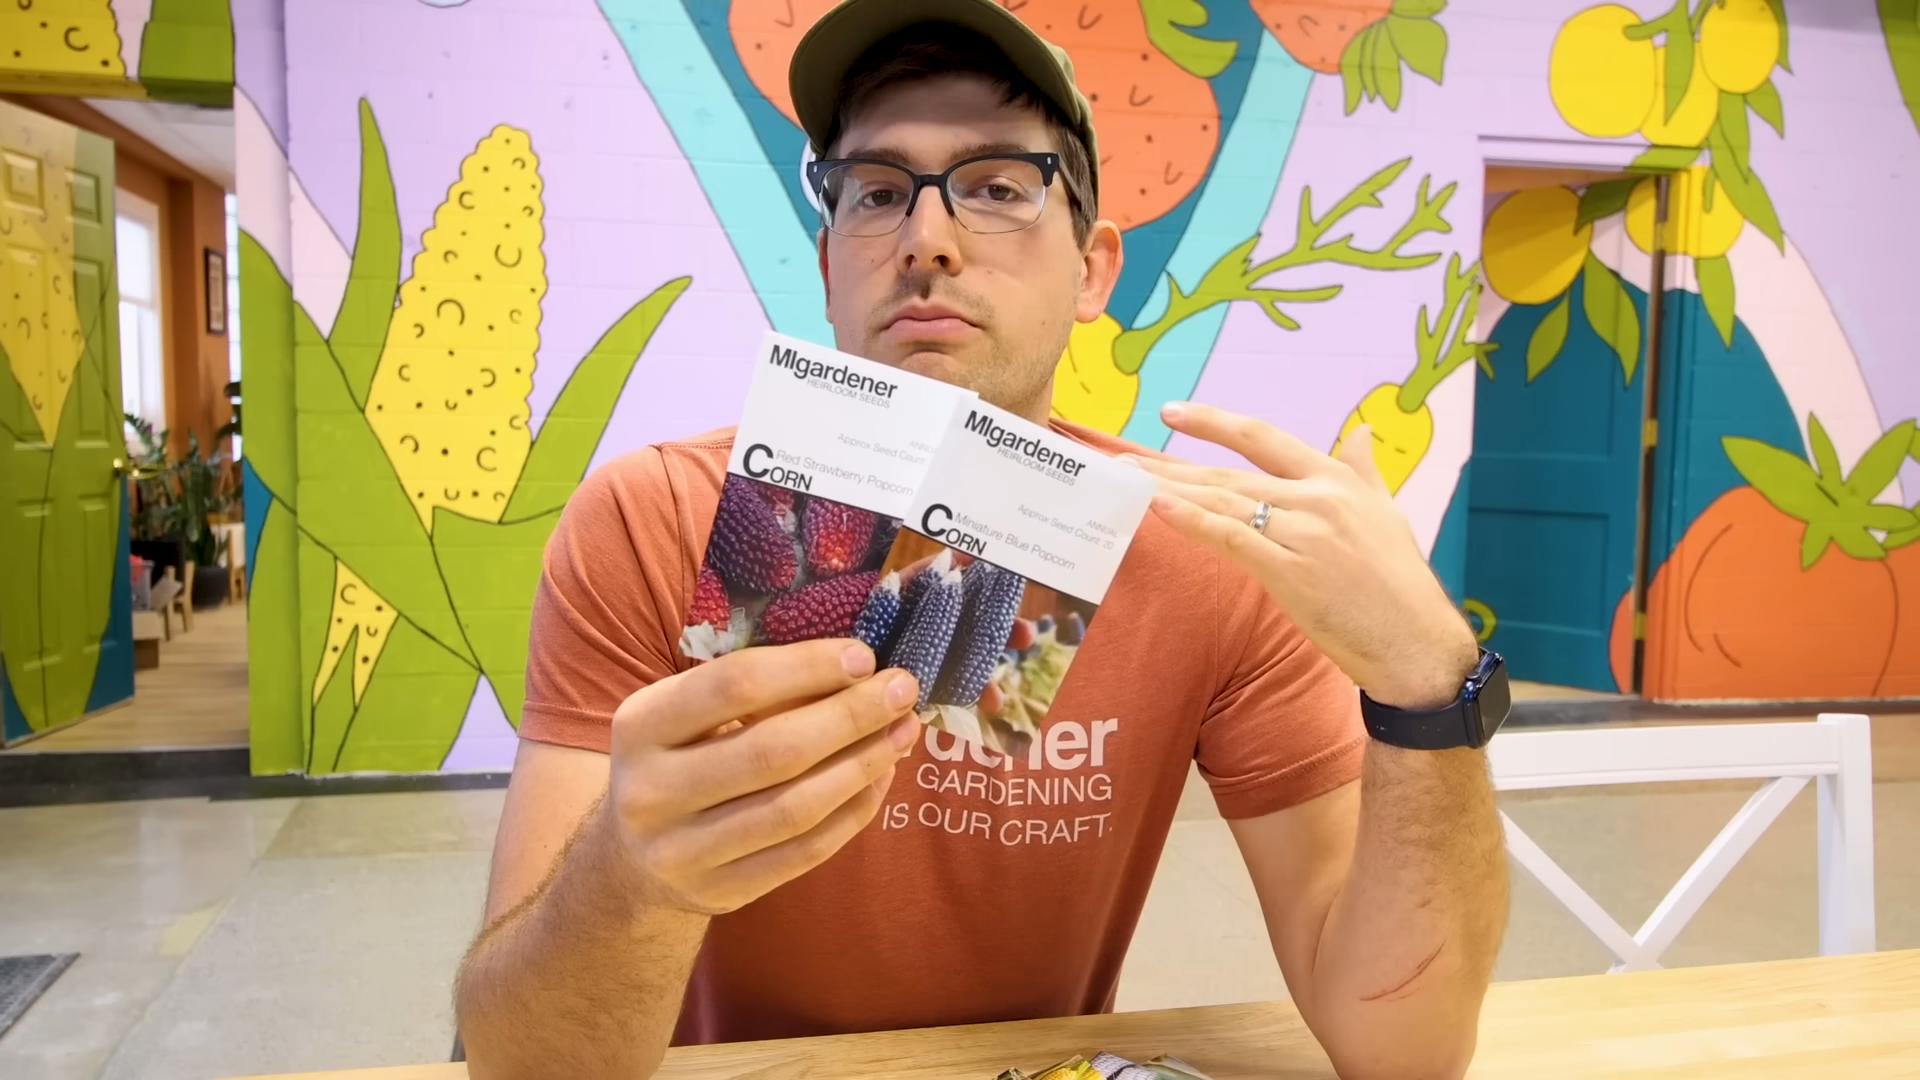 MIgardener
HEIRLOOM SEEDS
Approx Seed Count
CORN
Red Strawberry Popcorn
MIgardener
HEIRLOOM SEEDS
ANNUAL
Approx Seed Count: 20
CORN
Miniature Blue Popcorn
GARDENING
IS OUR CRAFT.